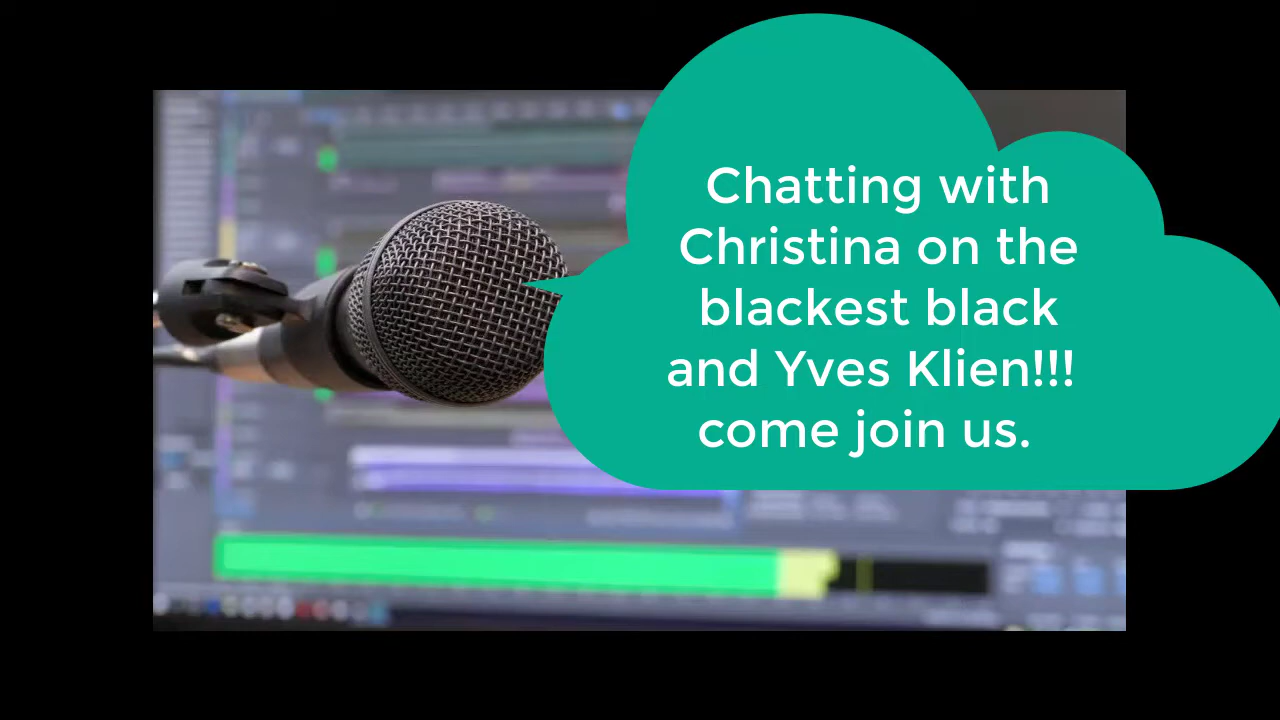 Chatting with
Christina on the
blackest black
and Yves Klien!!!
come join us.